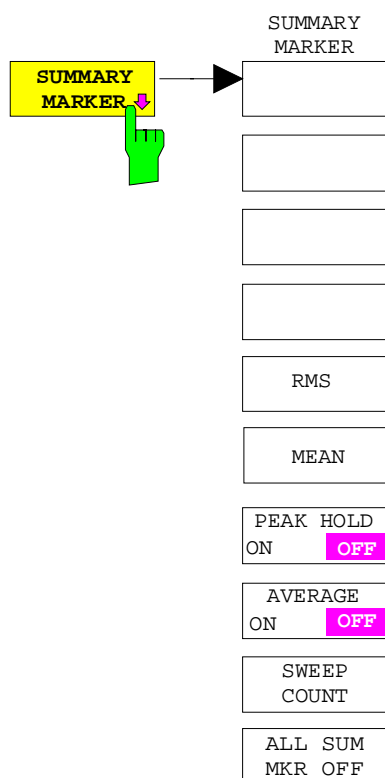 SUMMARY
MARKER
SUMMARY
MARKER
RMS
MEAN
PEAK HOLD
ON OFF
AVERAGE
ON OFF
SWEEP
COUNT
ALL SUM
MKR OFF